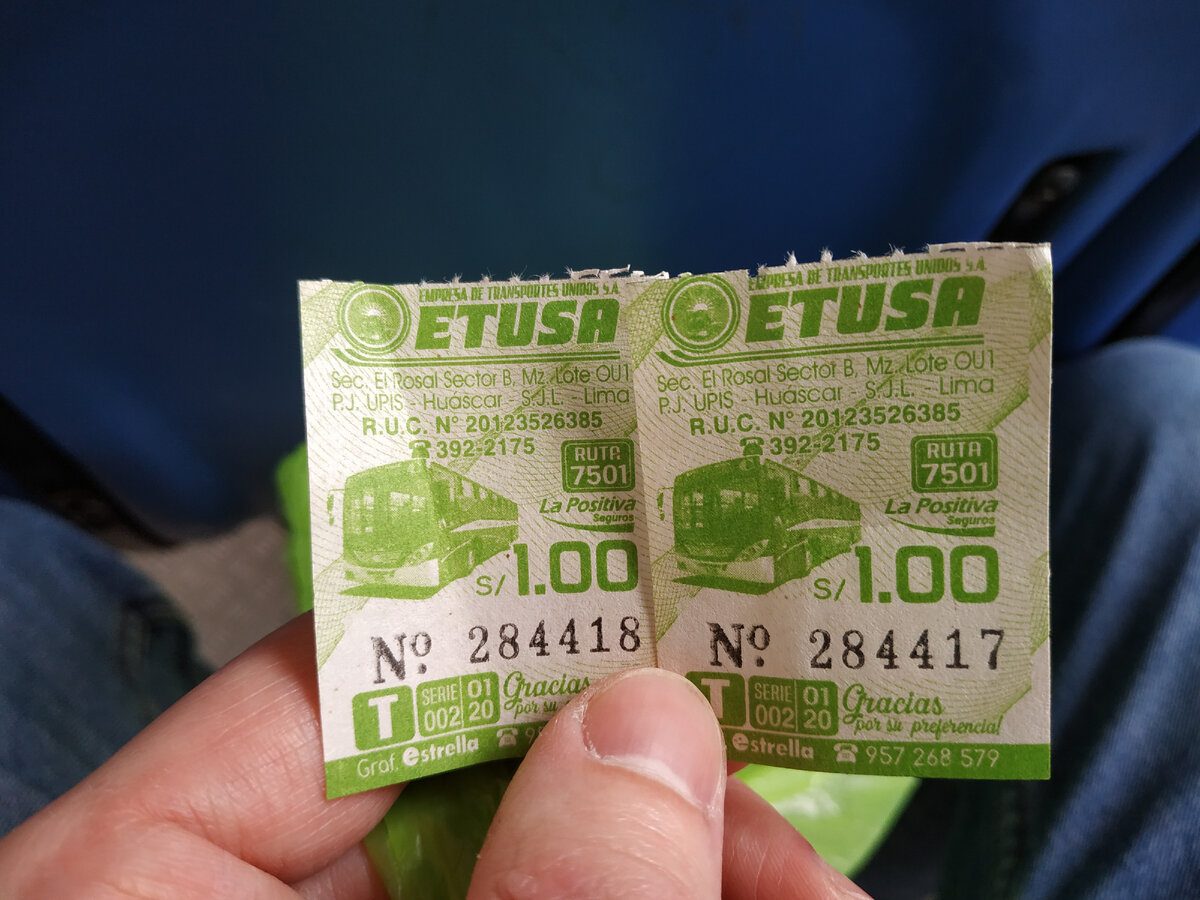 EMPRESA DE TRANSPORTES UNIDOS S.A.
ETUSA
Sec. El Rosal Sector B, Mz. Lote OU1
P.J. UPIS - Huáscar - S.J.L. - Lima
R.U.C. N° 20123526385
392-2175
RUTA
7501
La Positiva
Seguros
S/1.00
Nº 284418
T
SERIE
002
01
20
Gracias
por su
Graf. estrella
EMPRESA DE TRANSPORTES UNIDOS S.A.
ETUSA
Sec. El Rosal Sector B, Mz. Lote OU1
P.J. UPIS - Huáscar - S.J.L. - Lima
R.U.C. N° 20123526385
392-2175
RUTA
7501
La Positiva
Seguros
S/1.00
Nº 284417
T
SERIE
002
01
20
Gracias
por su preferencia!
estrella 957 268 579